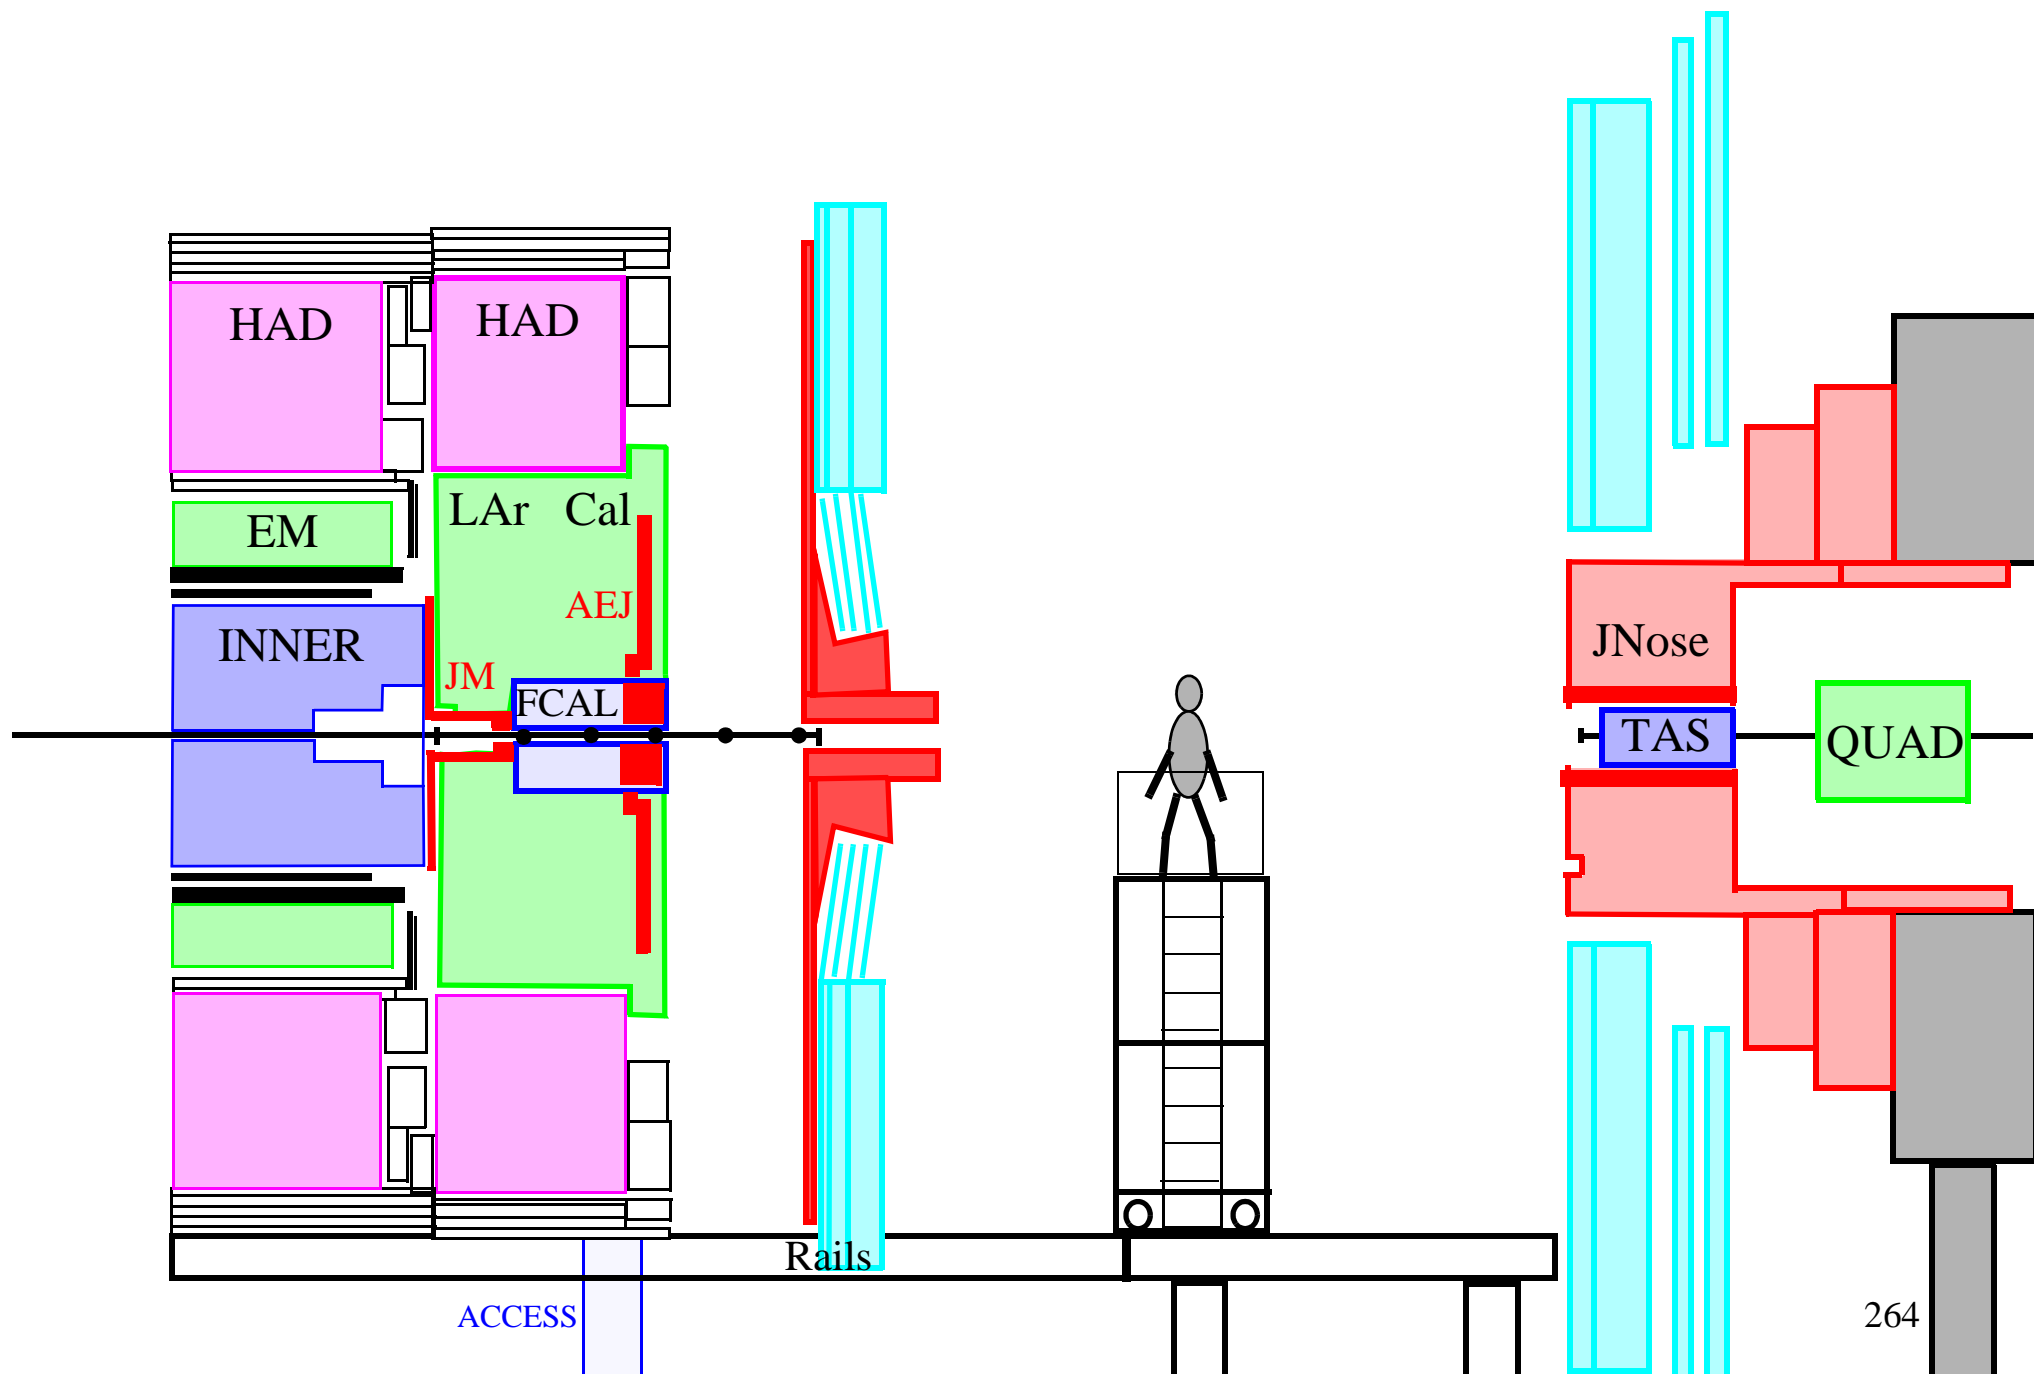 HAD
HAD
LAr Cal
EM
AEJ
INNER
JM
JNose
FCAL
TAS
QUAD
Rails
ACCESS
264